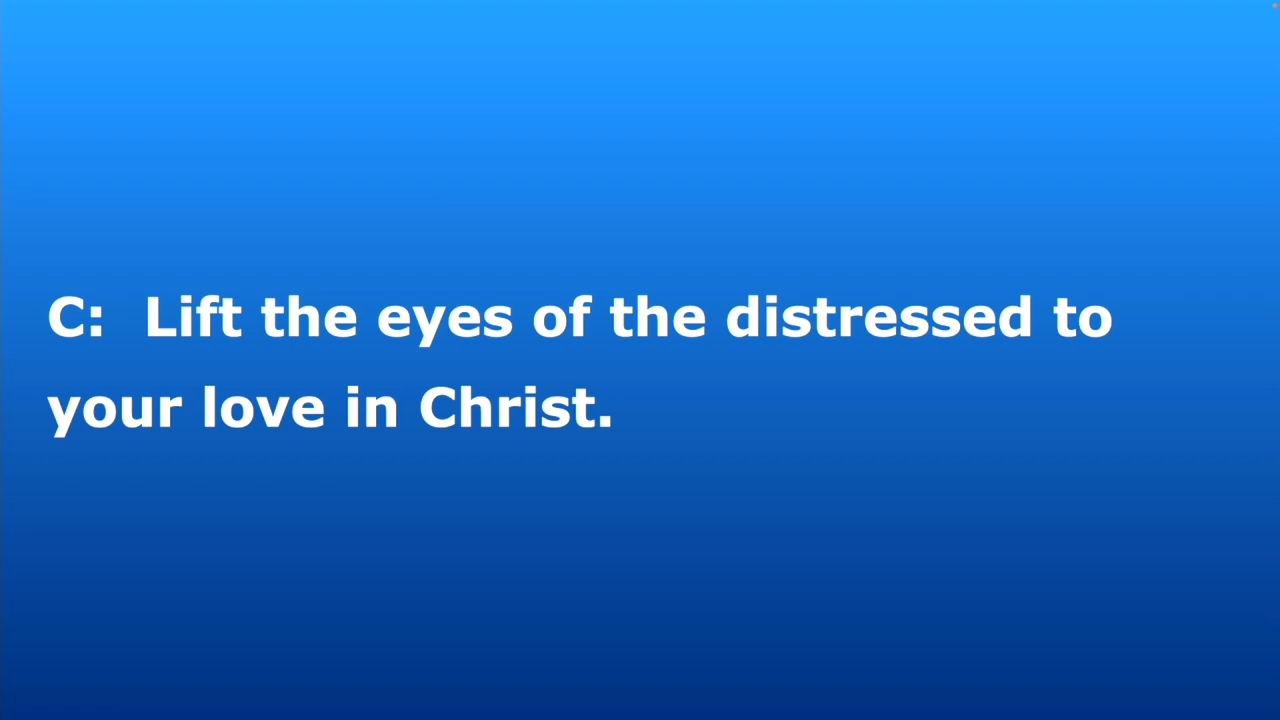 C: Lift the eyes of the distressed to
your love in Christ.